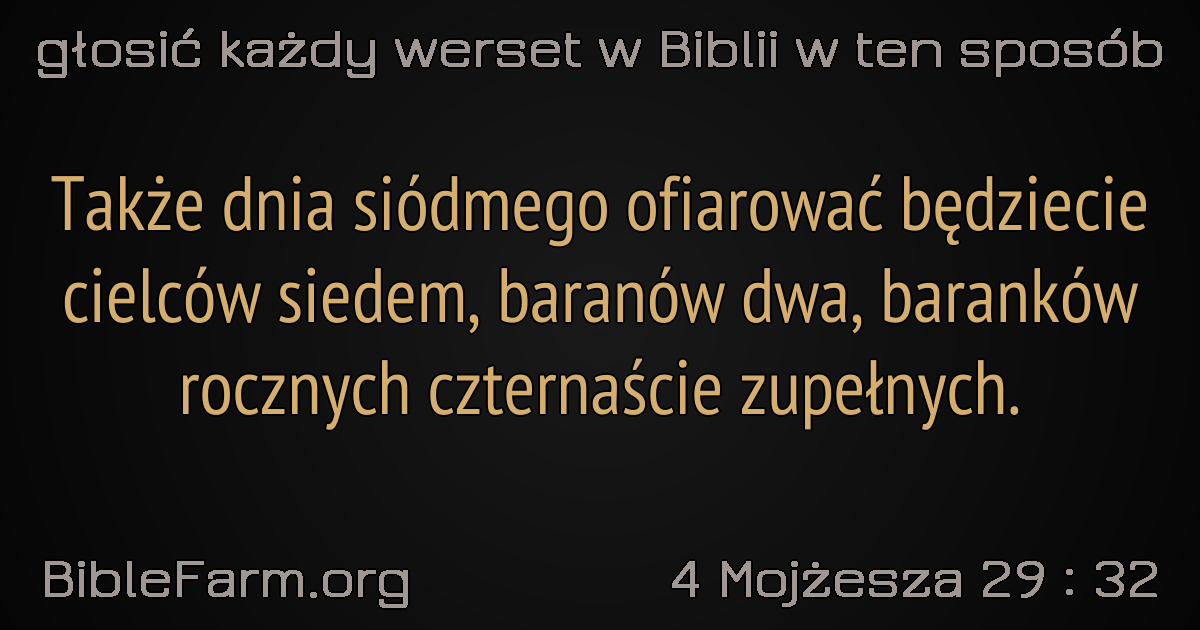 głosić każdy werset w Biblii w ten sposób
Także dnia siódmego ofiarować będziecie
cielców siedem, baranów dwa, baranków
rocznych czternaście zupełnych.
BibleFarm.org
4 Mojżesza 29 : 32